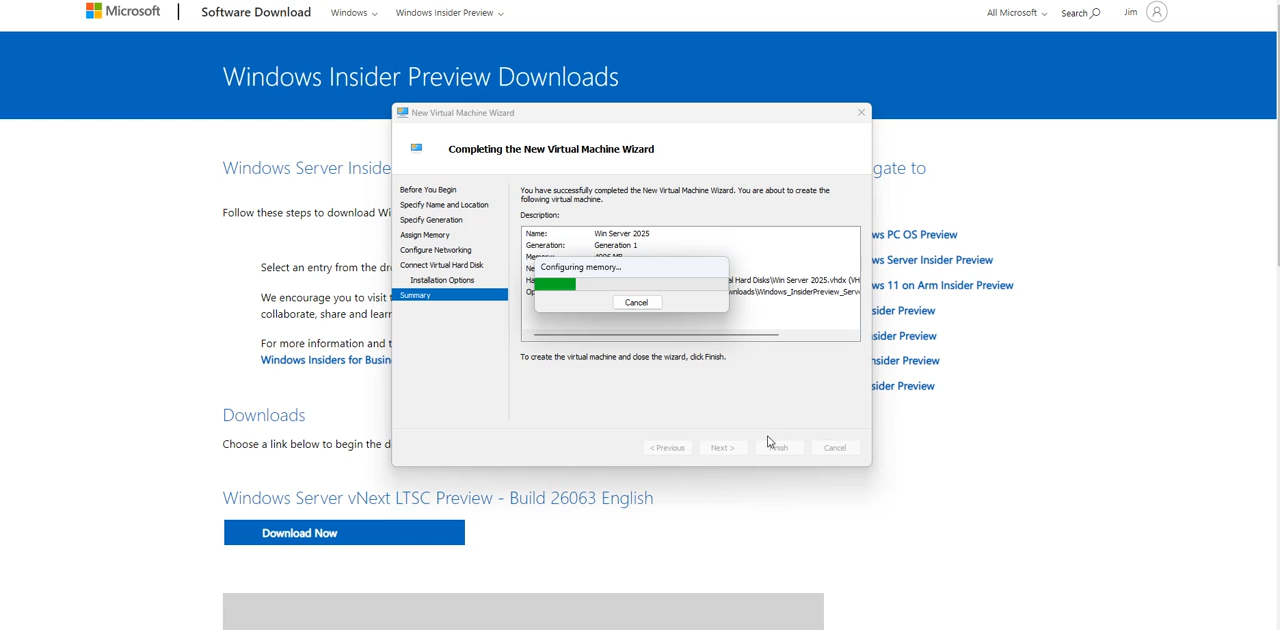 Microsoft
Software Download
Windows
Windows Insider Preview
All Microsoft
Search
Jim
Windows Insider Preview Downloads
New Virtual Machine Wizard
Completing the New Virtual Machine Wizard
Windows Server Inside
gate to
Follow these steps to download Wi
Before You Begin
Specify Name and Location
Specify Generation
Assign Memory
Configure Networking
Connect Virtual Hard Disk
Installation Options
Summary
You have successfully completed the New Virtual Machine Wizard. You are about to create the
following virtual machine.
Description:
Name: Win Server 2025
Generation: Generation 1
Configuring memory...
al Hard Disks\Win Server 2025.vhdx (VH
wnloads\Windows_InsiderPreview_Serv
Cancel
To create the virtual machine and close the wizard, click Finish.
< Previous
Next >
Cancel
Select an entry from the dr
We encourage you to visit t
collaborate, share and learn
For more information and t
Windows Insiders for Busin
ws PC OS Preview
ws Server Insider Preview
ws 11 on Arm Insider Preview
sider Preview
sider Preview
sider Preview
sider Preview
Downloads
Choose a link below to begin the d
Windows Server vNext LTSC Preview - Build 26063 English
Download Now